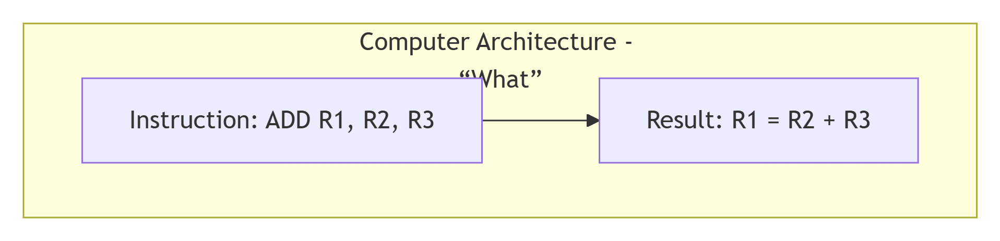 Computer Architecture -
“What”
Instruction: ADD R1, R2, R3
Result: R1 = R2 + R3